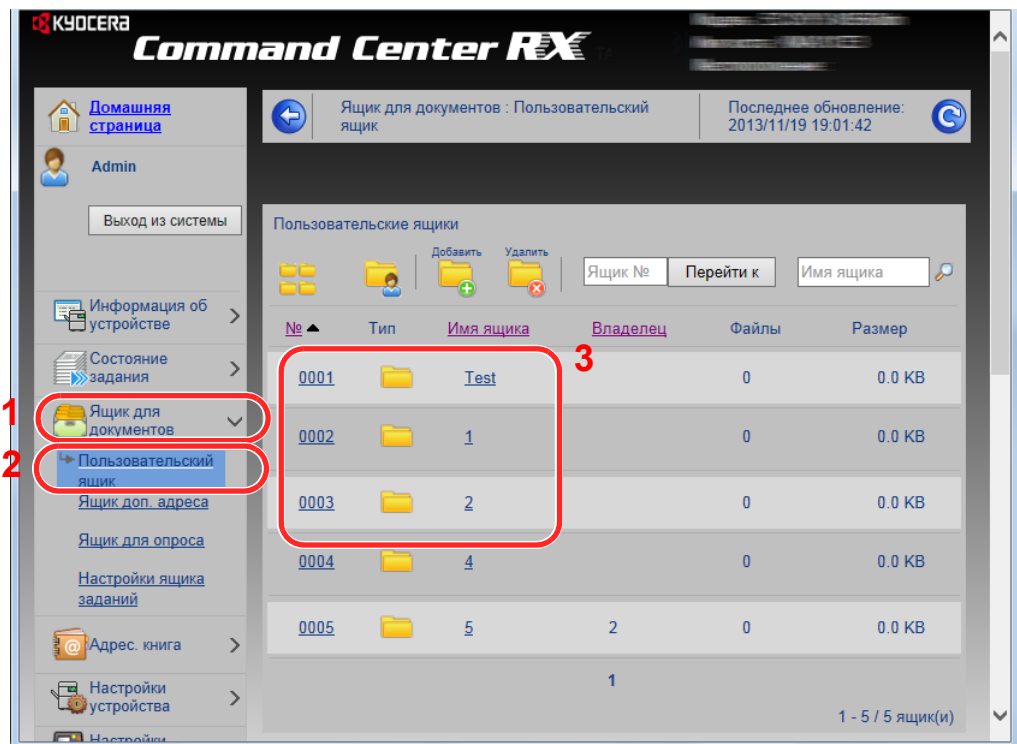 KYOCERA
Command Center RX
Домашняя
страница
Admin
Выход из системы
Информация об
устройстве
Состояние
задания
1
Ящик для
документов
2
Пользовательский
ящик
Ящик доп. адреса
Ящик для опроса
Настройки ящика
заданий
Адрес. книга
Настройки
устройства
Настройки
Ящик для документов : Пользовательский
ящик
Последнее обновление:
2013/11/19 19:01:42
Пользовательские ящики
Добавить Удалить
Ящик № Перейти к Имя ящика
№ Тип Имя ящика Владелец Файлы Размер
3
0001 Test 0 0.0 KB
0002 1 0 0.0 KB
0003 2 0 0.0 KB
0004 4 0 0.0 KB
0005 5 2 0 0.0 KB
1
1 - 5 / 5 ящик(и)